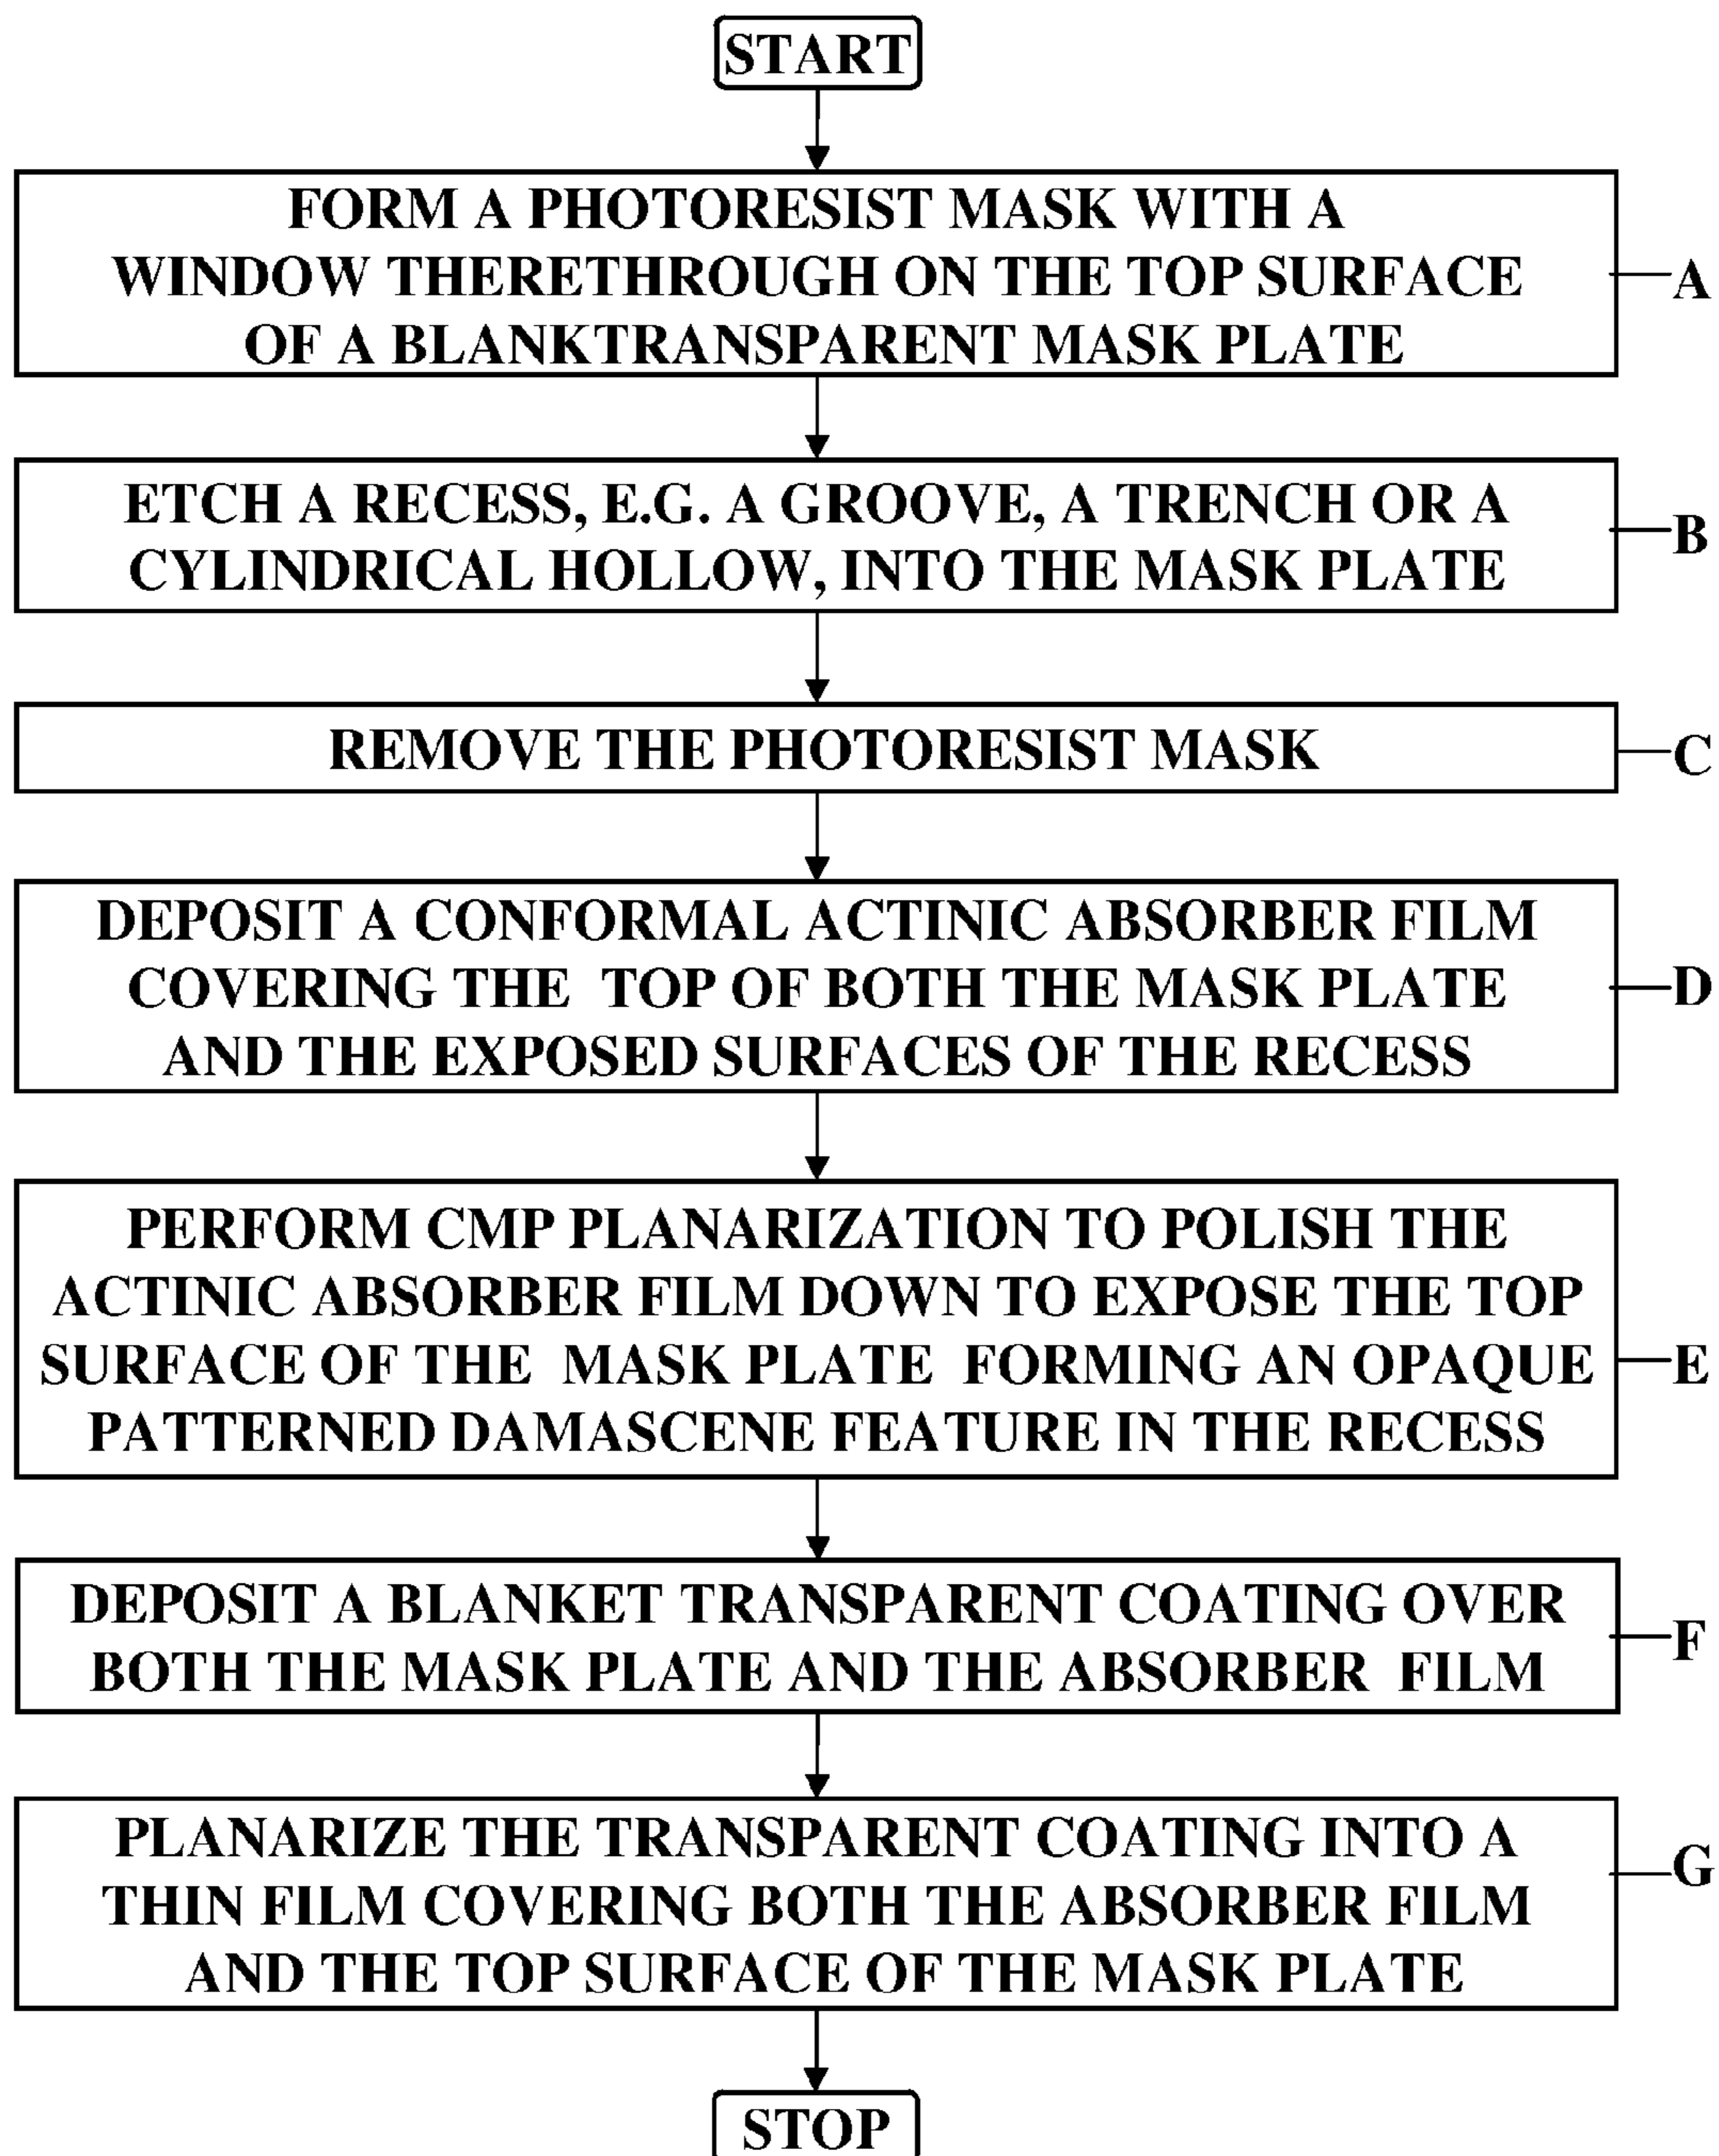 START
FORM A PHOTORESIST MASK WITH A
WINDOW THERETHROUGH ON THE TOP SURFACE
OF A BLANKTRANSPARENT MASK PLATE
A
ETCH A RECESS, E.G. A GROOVE, A TRENCH OR A
CYLINDRICAL HOLLOW, INTO THE MASK PLATE
B
REMOVE THE PHOTORESIST MASK
C
DEPOSIT A CONFORMAL ACTINIC ABSORBER FILM
COVERING THE TOP OF BOTH THE MASK PLATE
AND THE EXPOSED SURFACES OF THE RECESS
D
PERFORM CMP PLANARIZATION TO POLISH THE
ACTINIC ABSORBER FILM DOWN TO EXPOSE THE TOP
SURFACE OF THE MASK PLATE FORMING AN OPAQUE
PATTERNED DAMASCENE FEATURE IN THE RECESS
E
DEPOSIT A BLANKET TRANSPARENT COATING OVER
BOTH THE MASK PLATE AND THE ABSORBER FILM
F
PLANARIZE THE TRANSPARENT COATING INTO A
THIN FILM COVERING BOTH THE ABSORBER FILM
AND THE TOP SURFACE OF THE MASK PLATE
G
STOP